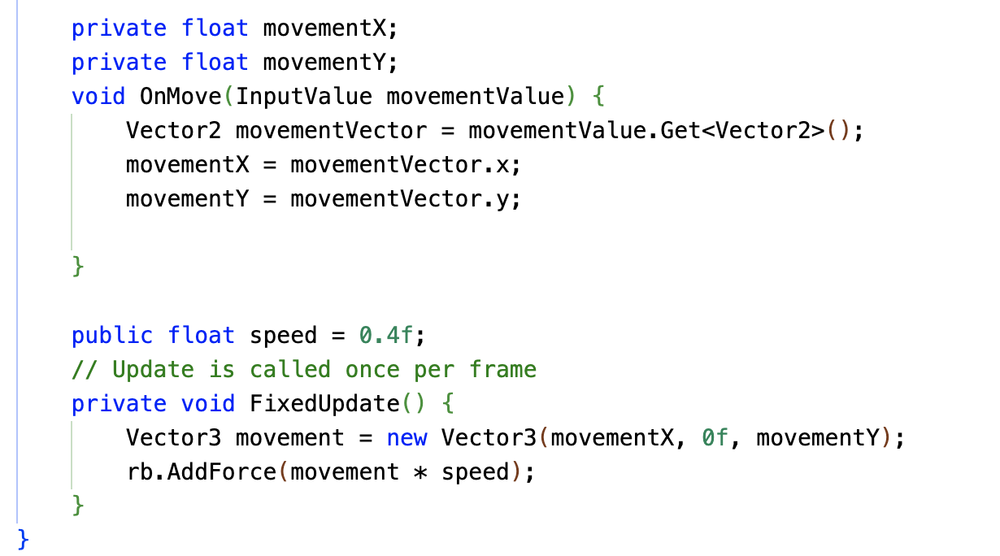 private float movementX;
private float movementY;
void OnMove(InputValue movementValue) {
Vector2 movementVector = movementValue.Get<Vector2>();
movementX = movementVector.x;
movementY = movementVector.y;
}
public float speed = 0.4f;
// Update is called once per frame
private void FixedUpdate() {
Vector3 movement = new Vector3(movementX, 0f, movementY);
rb.AddForce(movement * speed);
}
}